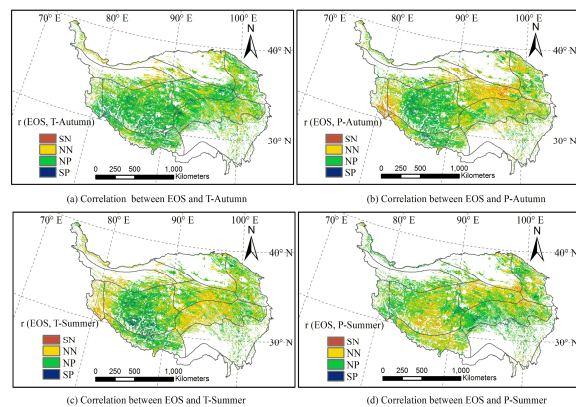 70° E 80° E 90° E 100° E
N
40° N
30° N
r (EOS, T-Autumn)
SN
NN
NP
SP
0 250 500 1,000
Kilometers
(a) Correlation between EOS and T-Autumn
70° E 80° E 90° E 100° E
N
40° N
30° N
r (EOS, P-Autumn)
SN
NN
NP
SP
0 250 500 1,000
Kilometers
(b) Correlation between EOS and P-Autumn
70° E 80° E 90° E 100° E
N
40° N
30° N
r (EOS, T-Summer)
SN
NN
NP
SP
0 250 500 1,000
Kilometers
(c) Correlation between EOS and T-Summer
70° E 80° E 90° E 100° E
N
40° N
30° N
r (EOS, P-Summer)
SN
NN
NP
SP
0 250 500 1,000
Kilometers
(d) Correlation between EOS and P-Summer